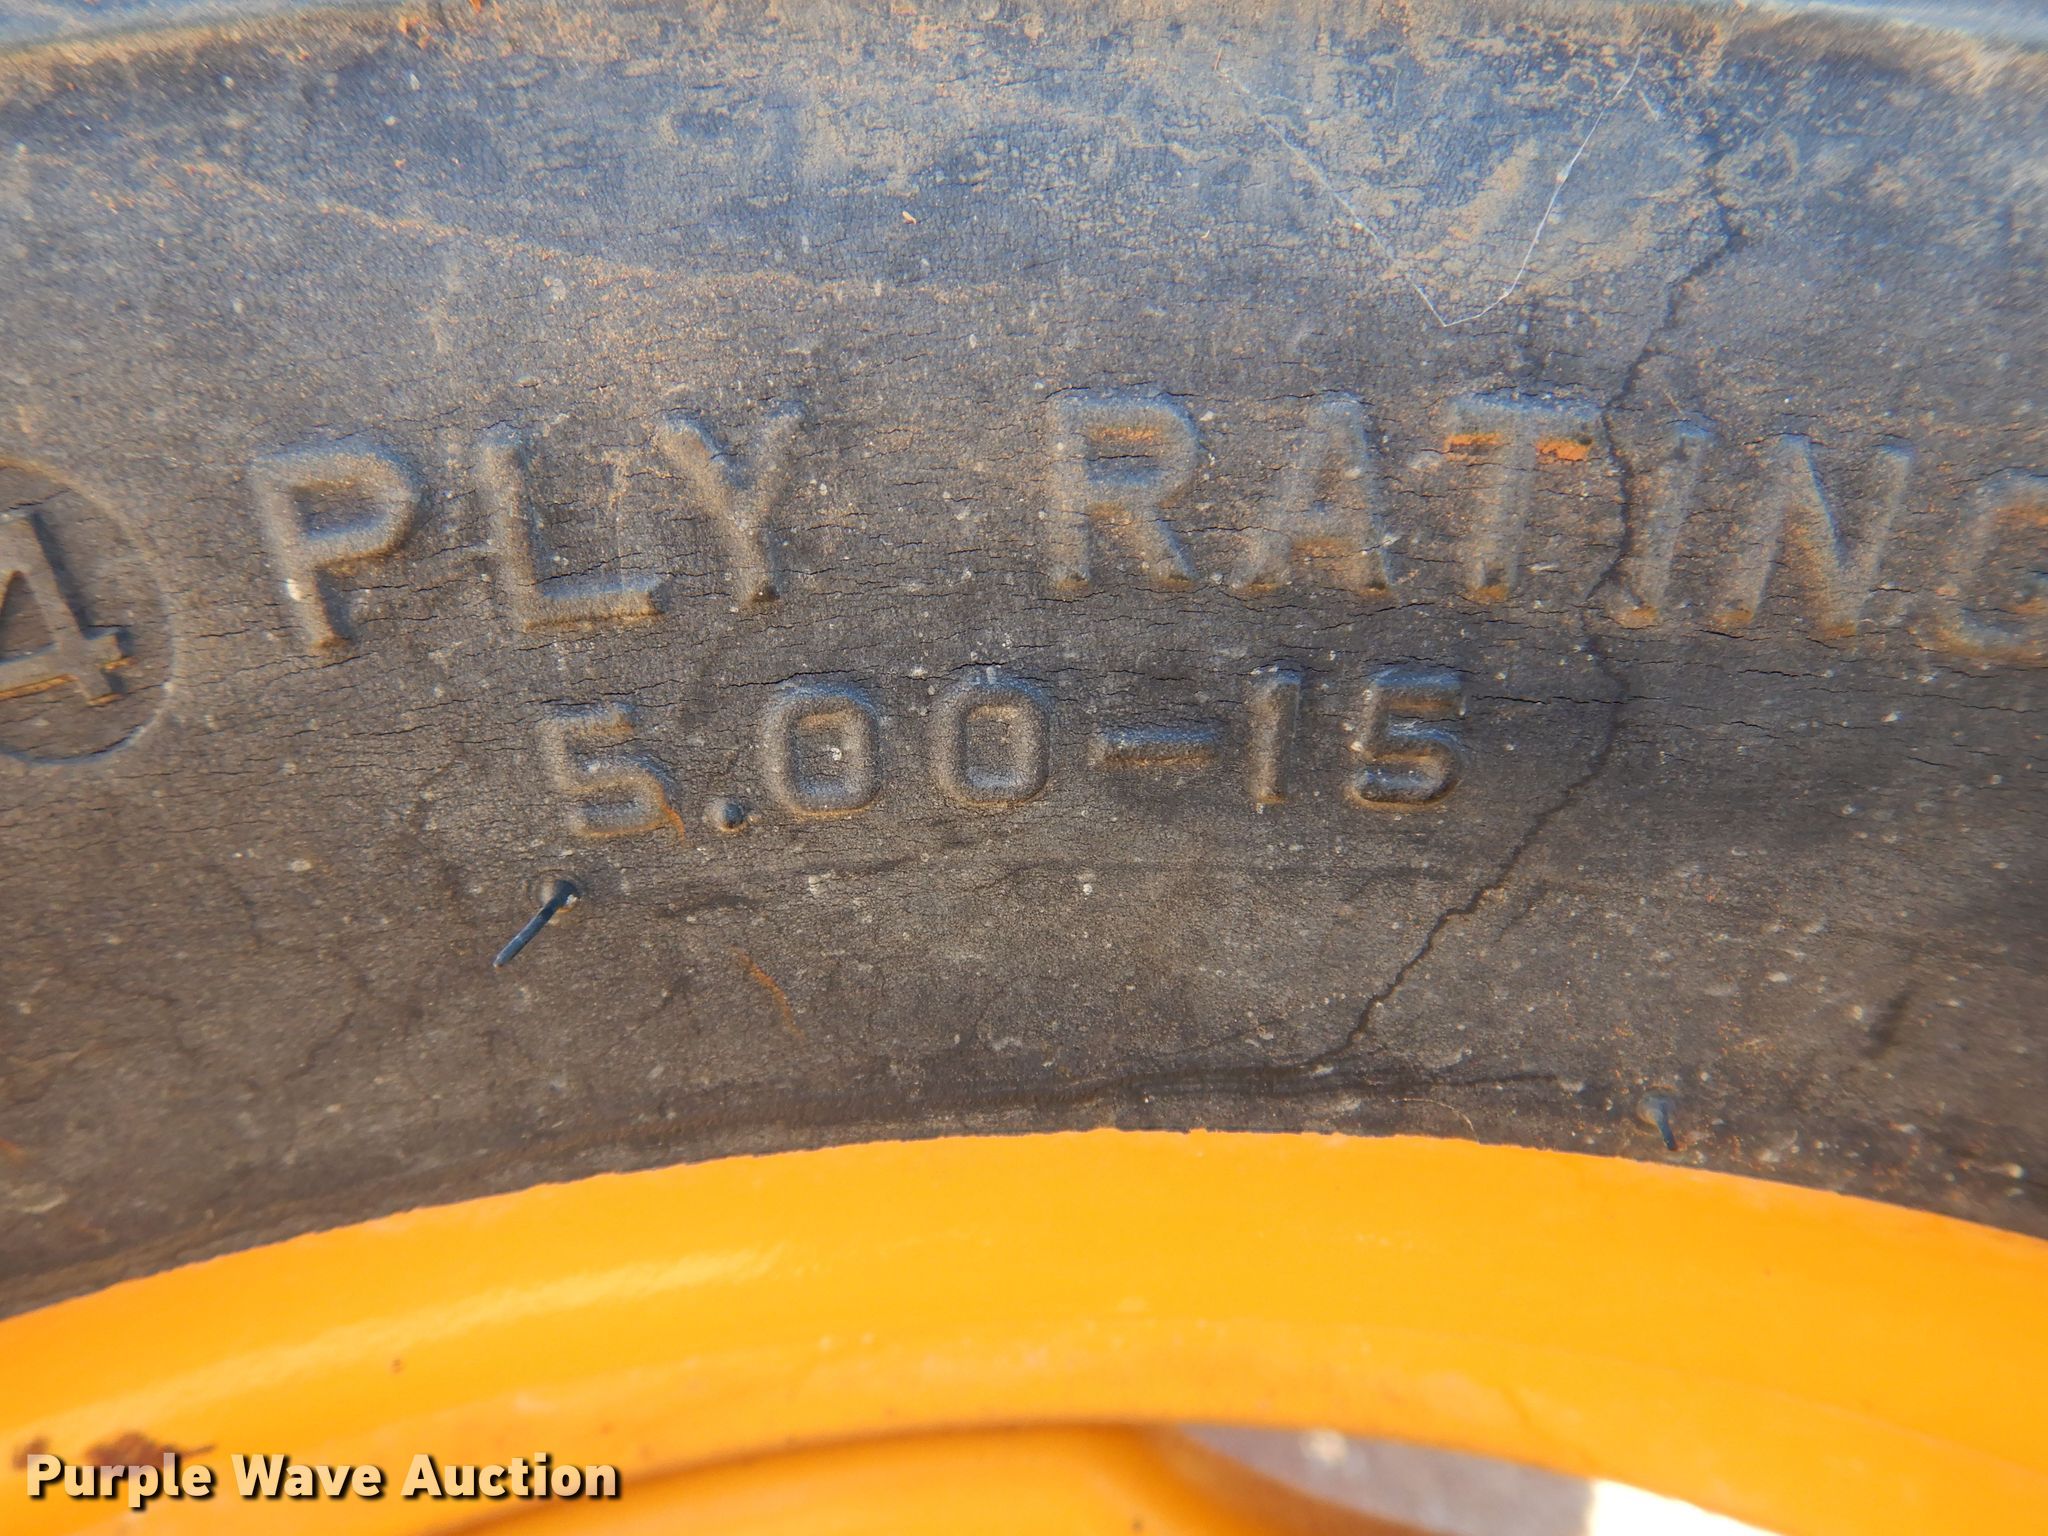 4 PLY RATING
5.00-15
Purple Wave Auction